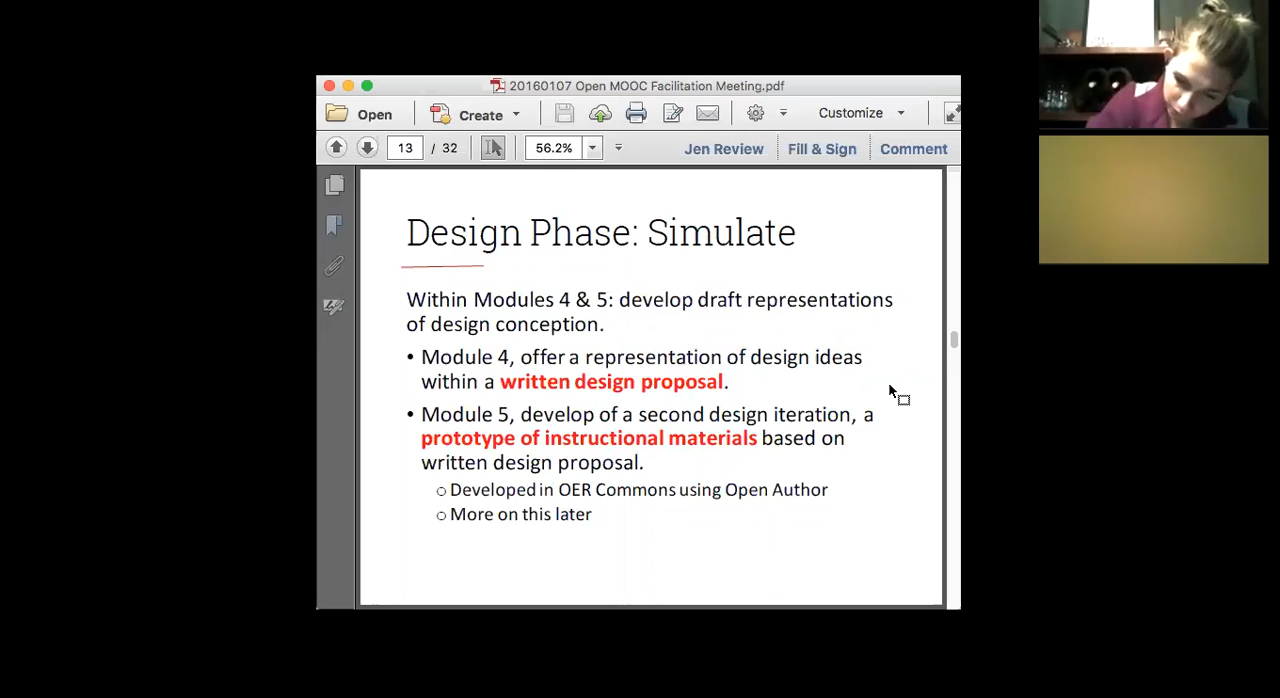 20160107 Open MOOC Facilitation Meeting.pdf
Open Create Customize
13 / 32 56.2% Jen Review Fill & Sign Comment
Design Phase: Simulate
Within Modules 4 & 5: develop draft representations
of design conception.
• Module 4, offer a representation of design ideas
within a written design proposal.
• Module 5, develop of a second design iteration, a
prototype of instructional materials based on
written design proposal.
○ Developed in OER Commons using Open Author
○ More on this later